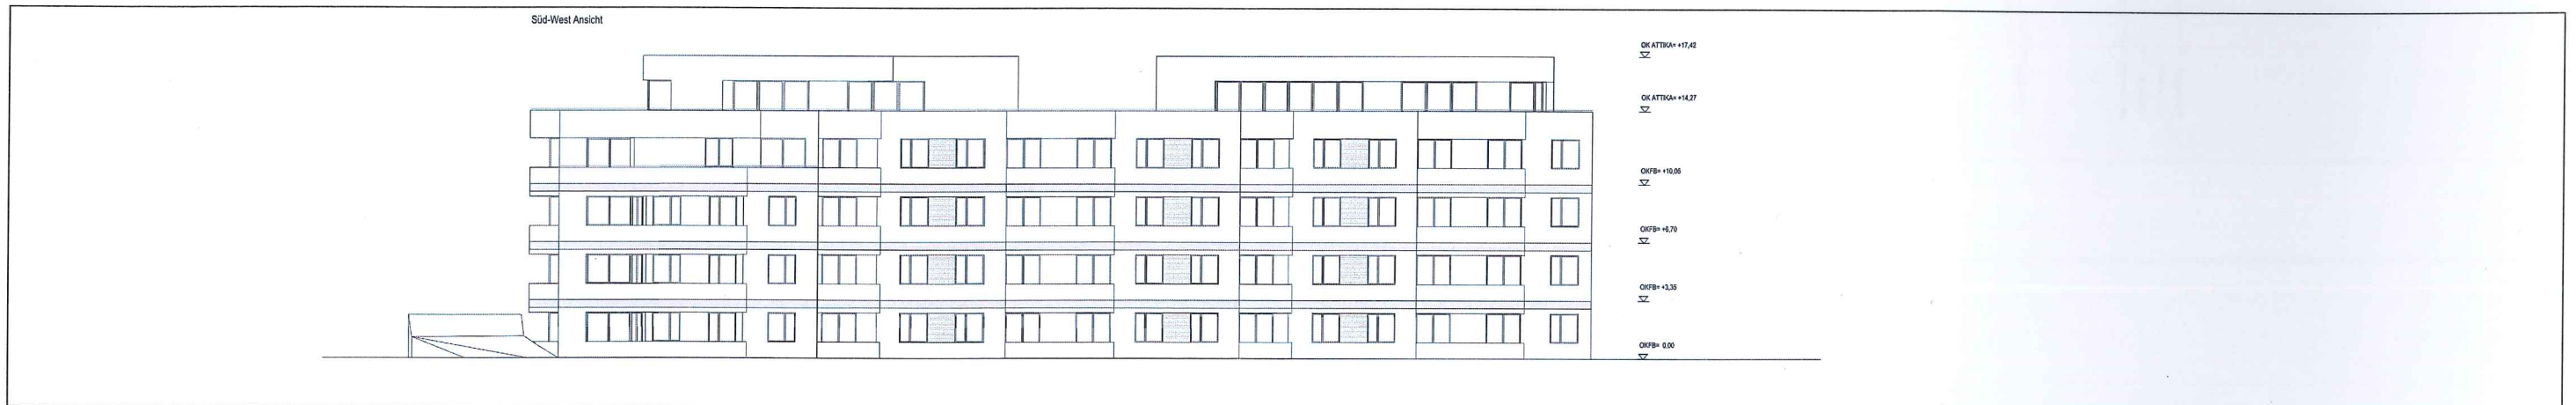 Süd-West Ansicht
OK ATTIKA= +17,42
OK ATTIKA= +14,27
OKFB= +10,05
OKFB= +6,70
OKFB= +3,35
OKFB= 0,00